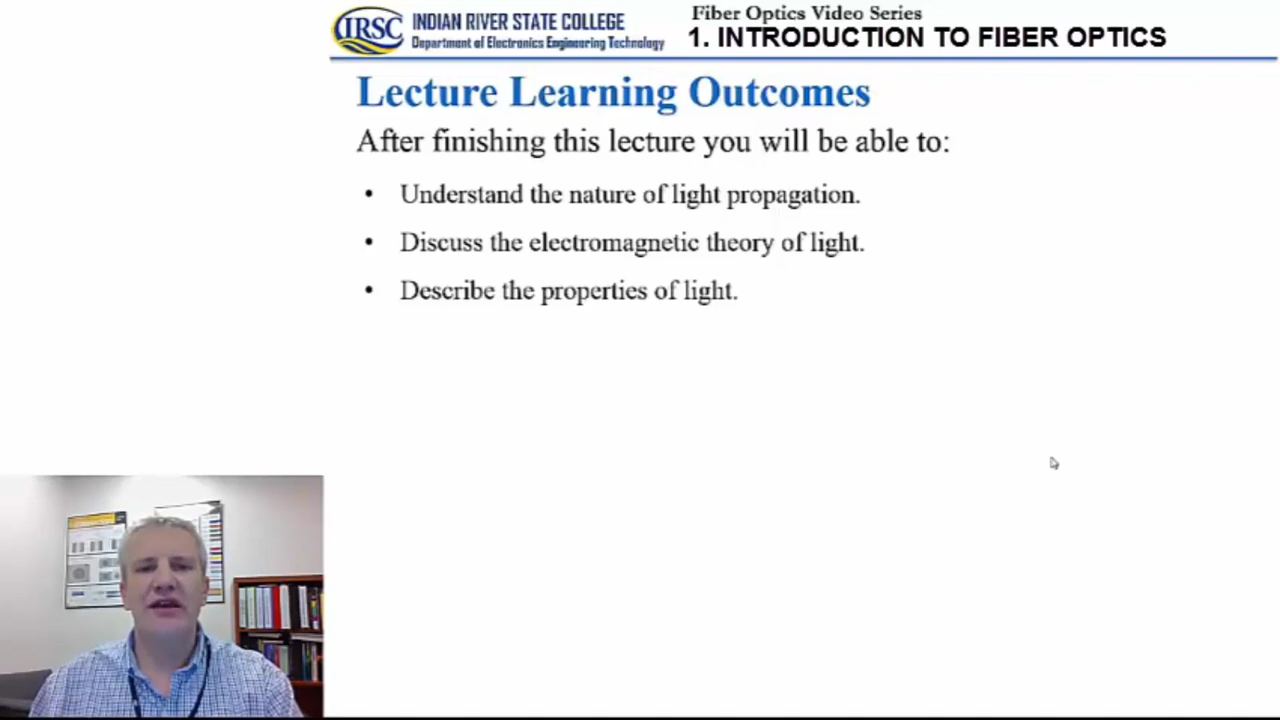 IRSC
INDIAN RIVER STATE COLLEGE
Department of Electronics Engineering Technology
Fiber Optics Video Series
1. INTRODUCTION TO FIBER OPTICS
Lecture Learning Outcomes
After finishing this lecture you will be able to:
• Understand the nature of light propagation.
• Discuss the electromagnetic theory of light.
• Describe the properties of light.